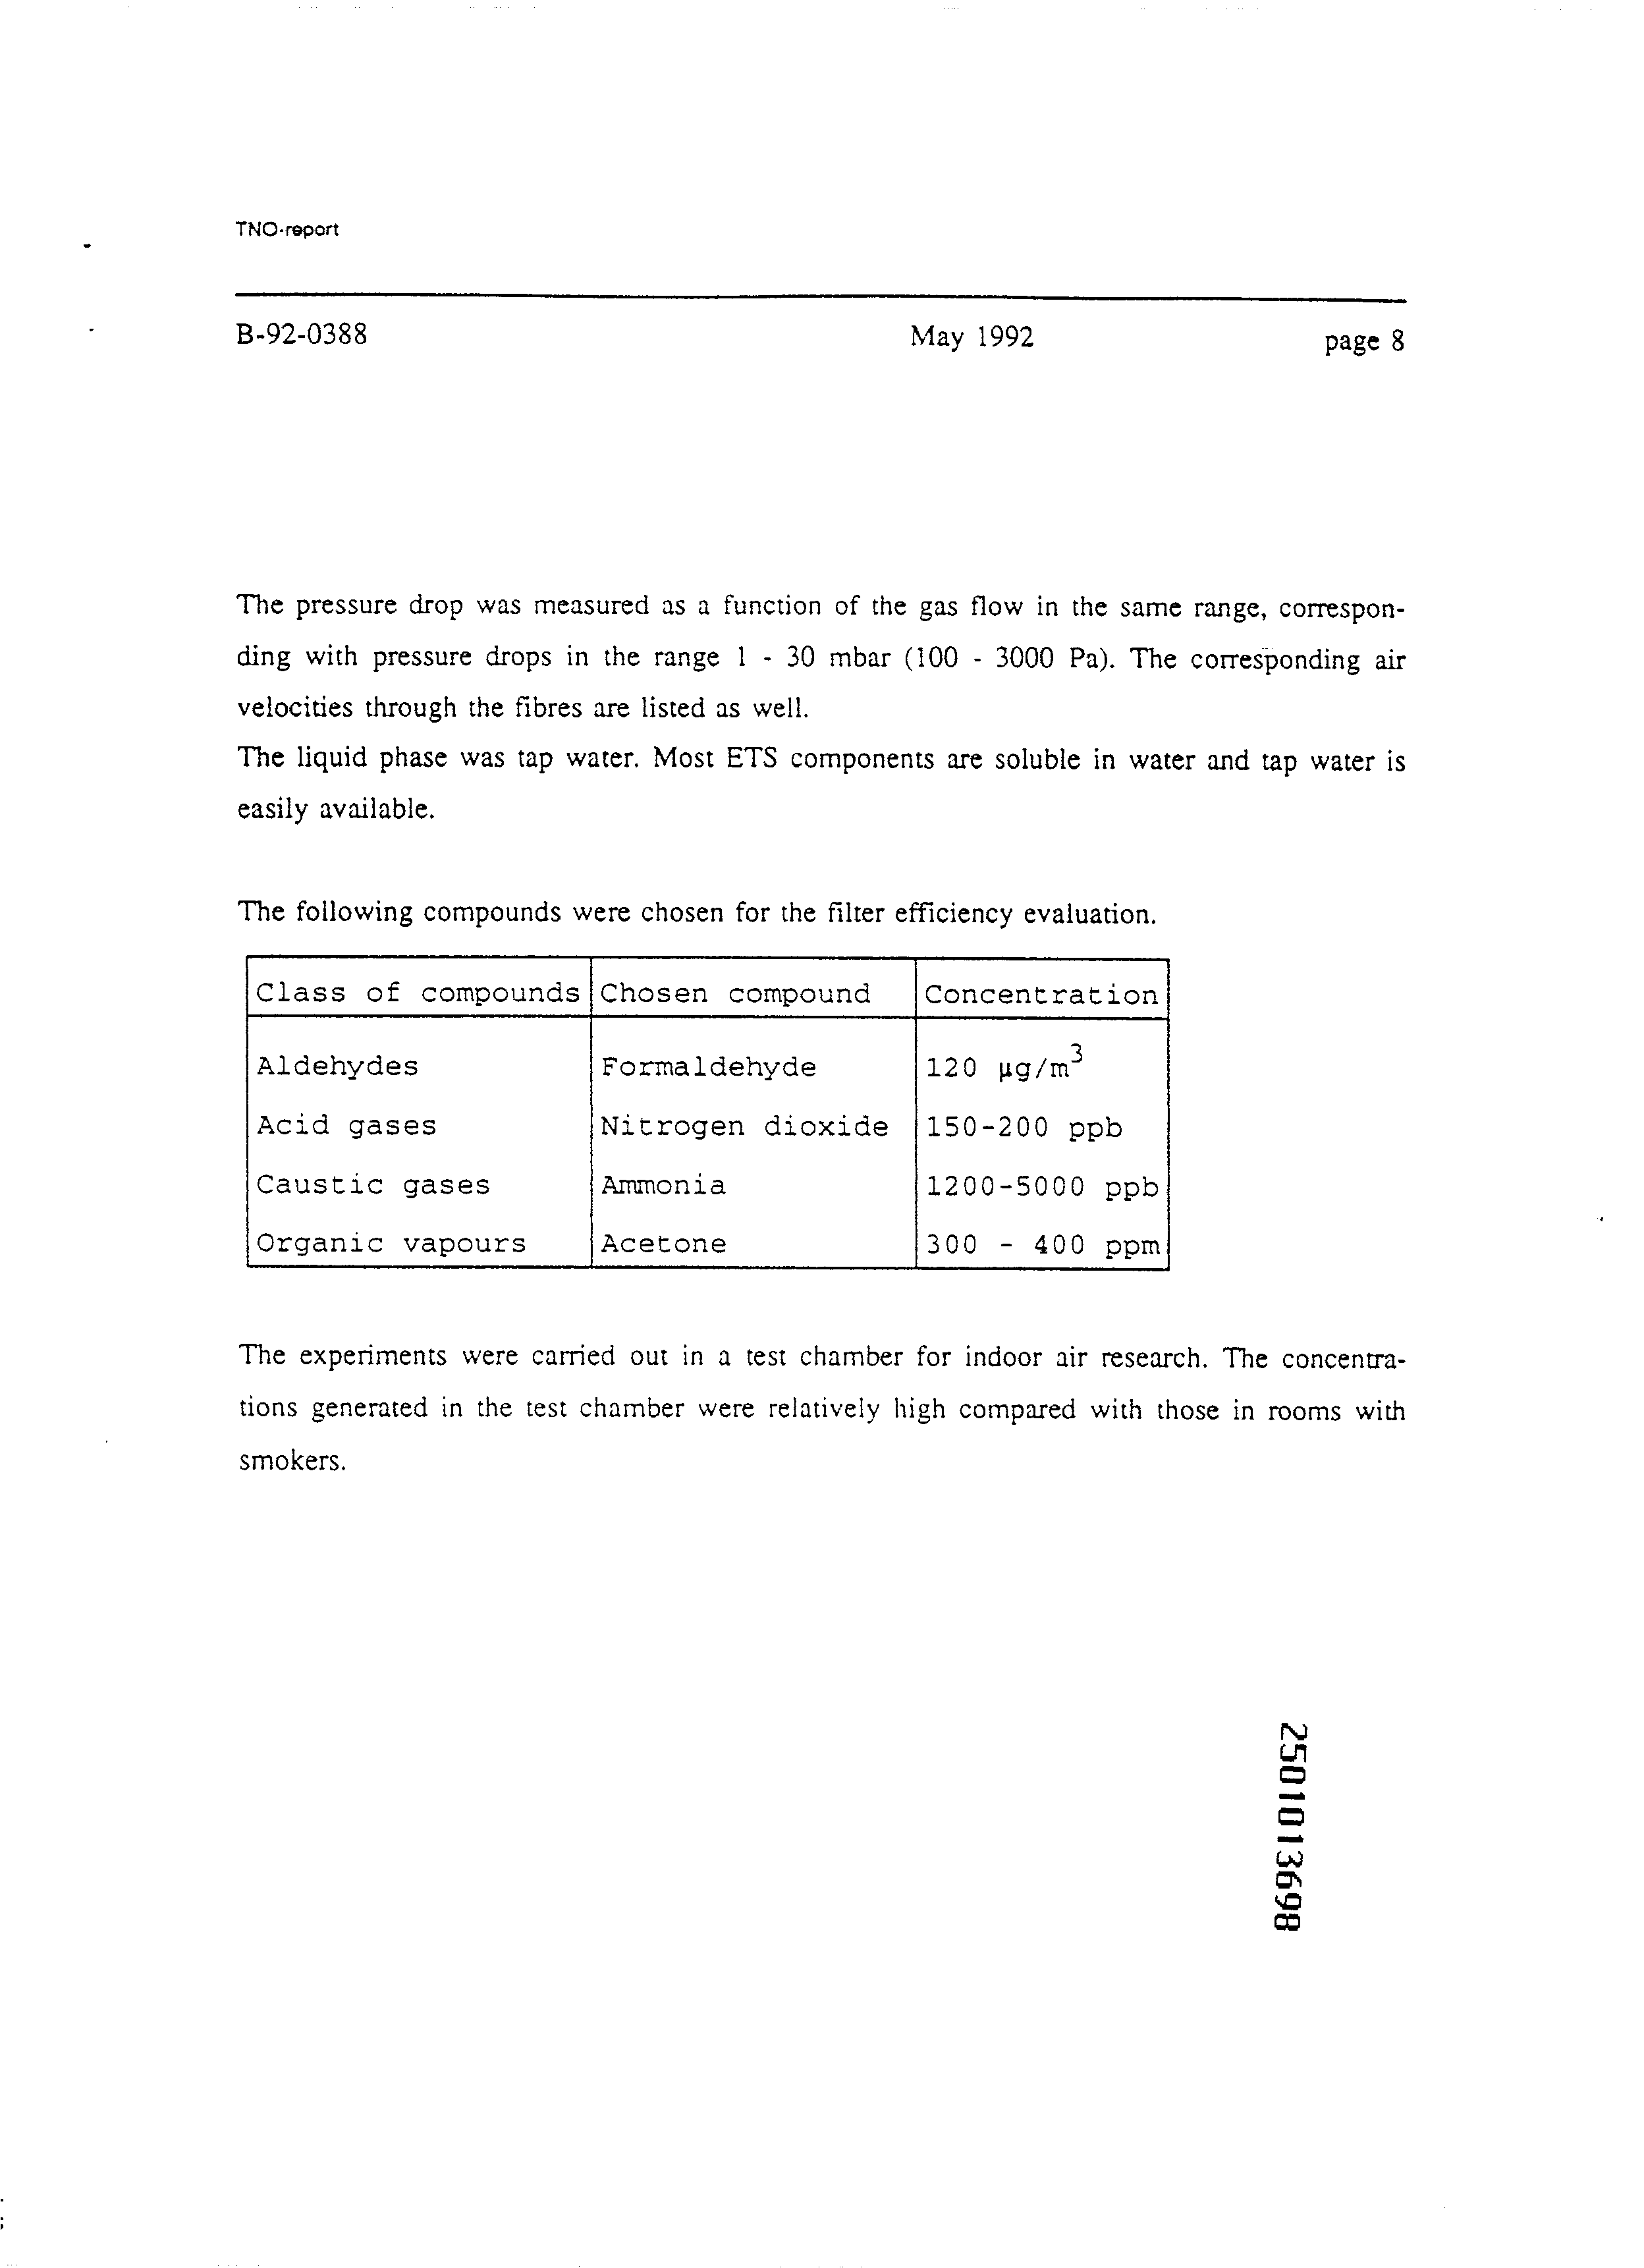 TNO-report
B-92-0388 May 1992 page 8
The pressure drop was measured as a function of the gas flow in the same range, correspon-
ding with pressure drops in the range 1 - 30 mbar (100 - 3000 Pa). The corresponding air
velocities through the fibres are listed as well.
The liquid phase was tap water. Most ETS components are soluble in water and tap water is
easily available.
The following compounds were chosen for the filter efficiency evaluation.
Class of compounds Chosen compound Concentration
Aldehydes Formaldehyde 120 µg/m³
Acid gases Nitrogen dioxide 150-200 ppb
Caustic gases Ammonia 1200-5000 ppb
Organic vapours Acetone 300 - 400 ppm
The experiments were carried out in a test chamber for indoor air research. The concentra-
tions generated in the test chamber were relatively high compared with those in rooms with
smokers.
2501013698